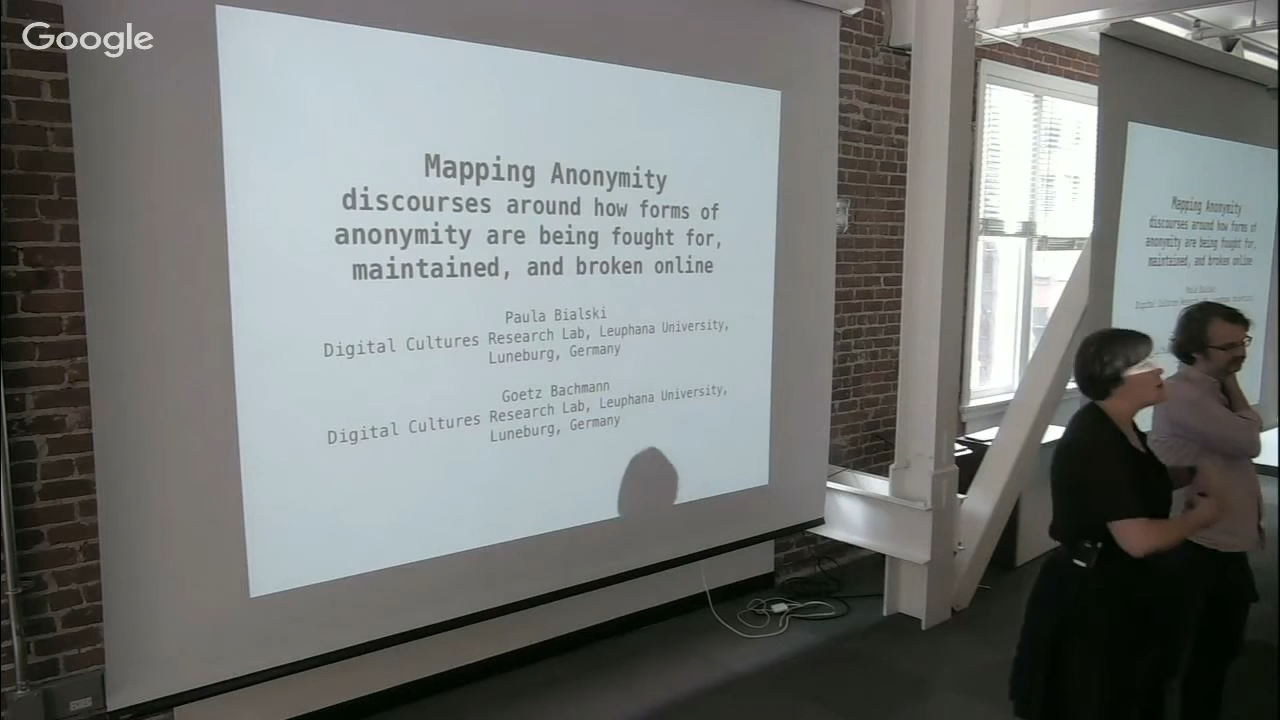 Google
Mapping Anonymity
discourses around how forms of
anonymity are being fought for,
maintained, and broken online
Paula Bialski
Digital Cultures Research Lab, Leuphana University,
Luneburg, Germany
Goetz Bachmann
Digital Cultures Research Lab, Leuphana University,
Luneburg, Germany
Mapping Anonymity
discourses around how forms of
anonymity are being fought for,
maintained, and broken online
Paula Bialski